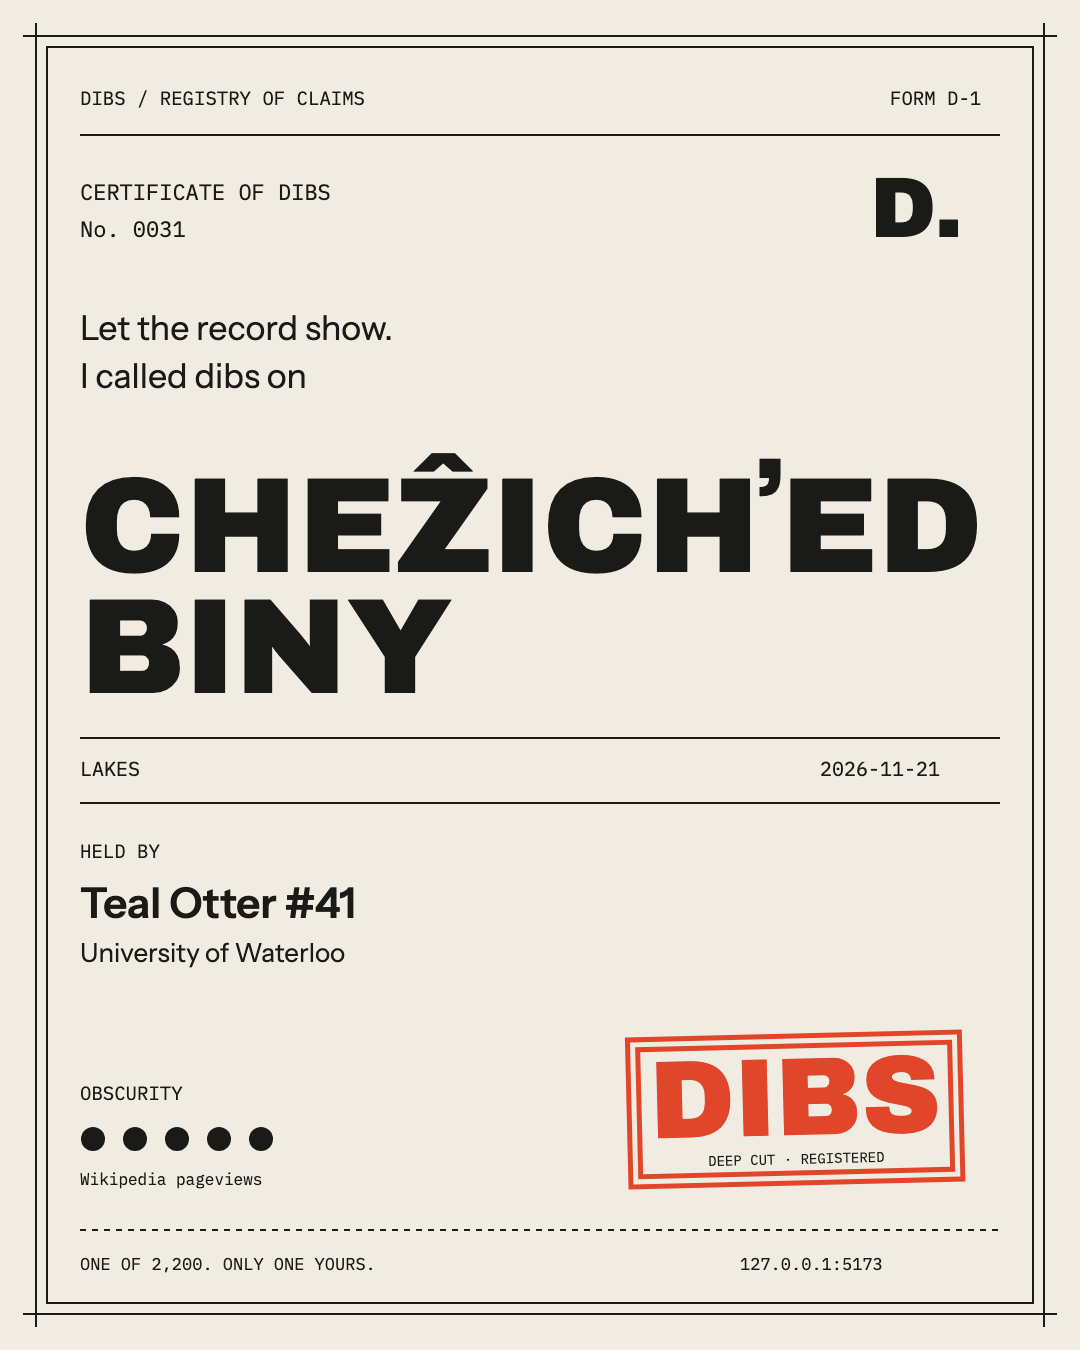 DIBS / REGISTRY OF CLAIMS
FORM D-1
CERTIFICATE OF DIBS
No. 0031
D.
Let the record show.
I called dibs on
CHEẐICH’ED
BINY
LAKES
2026-11-21
HELD BY
Teal Otter #41
University of Waterloo
OBSCURITY
Wikipedia pageviews
DIBS
DEEP CUT · REGISTERED
ONE OF 2,200. ONLY ONE YOURS.
127.0.0.1:5173